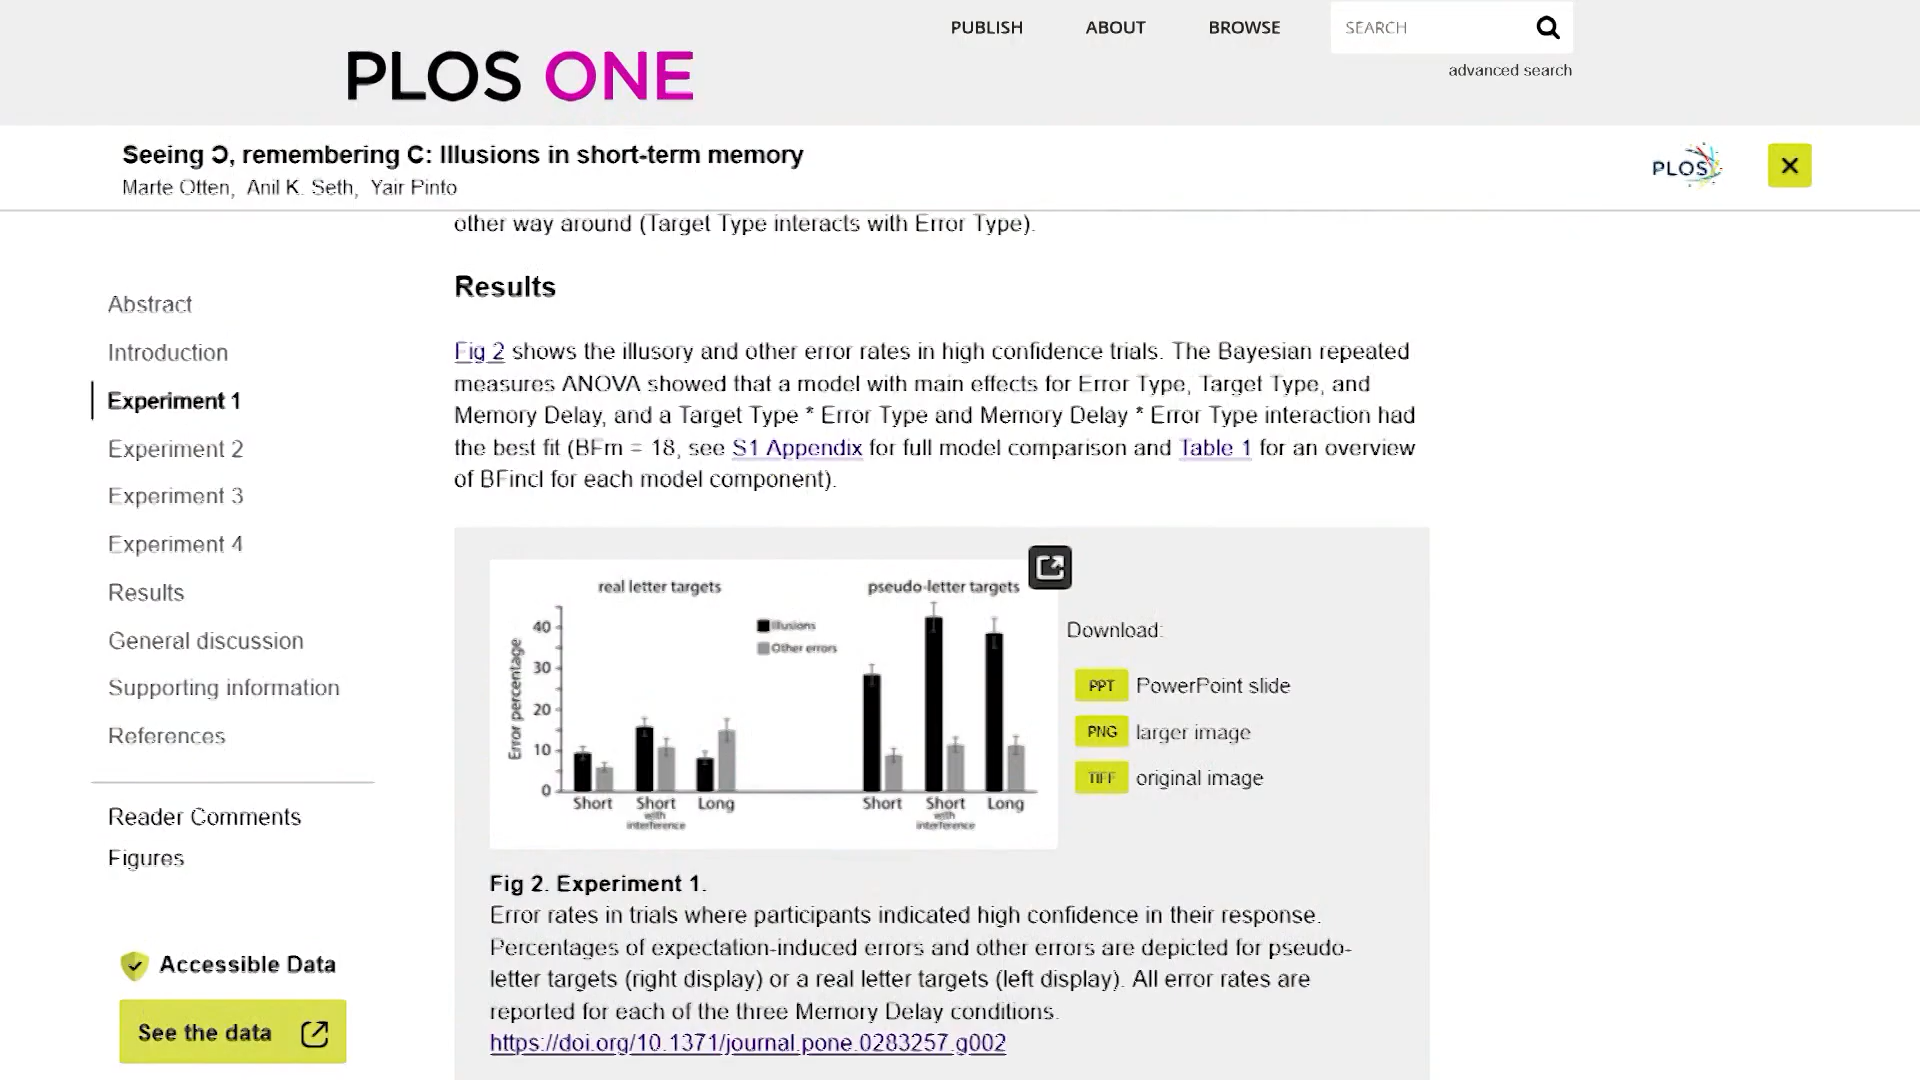 PUBLISH ABOUT BROWSE SEARCH
advanced search
PLOS ONE
Seeing Ɔ, remembering C: Illusions in short-term memory
Marte Otten, Anil K. Seth, Yair Pinto
PLOS
other way around (Target Type interacts with Error Type).
Abstract
Introduction
Experiment 1
Experiment 2
Experiment 3
Experiment 4
Results
General discussion
Supporting information
References
Reader Comments
Figures
Accessible Data
See the data
Results
Fig 2 shows the illusory and other error rates in high confidence trials. The Bayesian repeated
measures ANOVA showed that a model with main effects for Error Type, Target Type, and
Memory Delay, and a Target Type * Error Type and Memory Delay * Error Type interaction had
the best fit (BFm = 18, see S1 Appendix for full model comparison and Table 1 for an overview
of BFincl for each model component).
real letter targets
pseudo-letter targets
Illusions
Other errors
Error percentage
40
30
20
10
0
Short Short Long Short Short Long
with with
interference interference
Download:
PPT PowerPoint slide
PNG larger image
TIFF original image
Fig 2. Experiment 1.
Error rates in trials where participants indicated high confidence in their response.
Percentages of expectation-induced errors and other errors are depicted for pseudo-
letter targets (right display) or a real letter targets (left display). All error rates are
reported for each of the three Memory Delay conditions.
https://doi.org/10.1371/journal.pone.0283257.g002